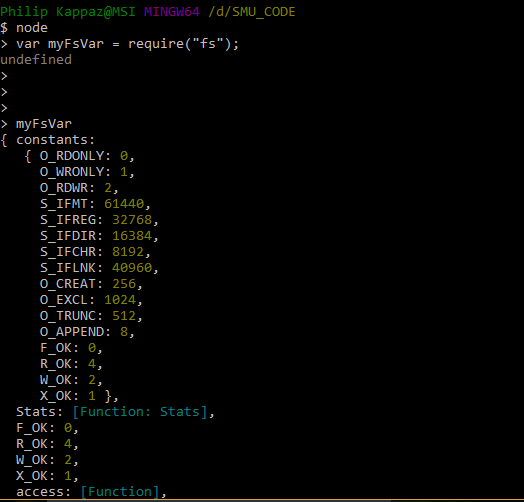 Philip Kappaz@MSI MINGW64 /d/SMU_CODE
$ node
> var myFsVar = require("fs");
undefined
>
>
>
> myFsVar
{ constants:
   { O_RDONLY: 0,
     O_WRONLY: 1,
     O_RDWR: 2,
     S_IFMT: 61440,
     S_IFREG: 32768,
     S_IFDIR: 16384,
     S_IFCHR: 8192,
     S_IFLNK: 40960,
     O_CREAT: 256,
     O_EXCL: 1024,
     O_TRUNC: 512,
     O_APPEND: 8,
     F_OK: 0,
     R_OK: 4,
     W_OK: 2,
     X_OK: 1 },
  Stats: [Function: Stats],
  F_OK: 0,
  R_OK: 4,
  W_OK: 2,
  X_OK: 1,
  access: [Function],